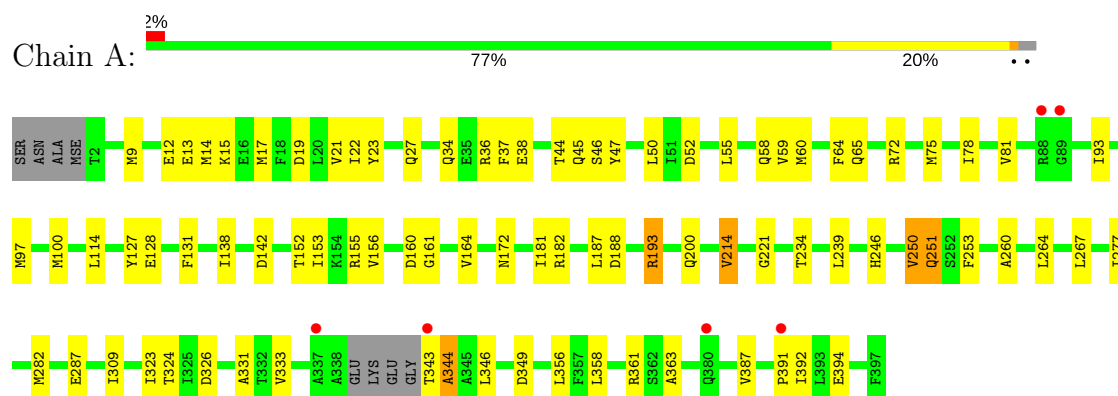 2%
Chain A:
77% 20% ..
SER ASN ALA MSE T2 M9 E12 E13 M14 K15 E16 M17 F18 D19 L20 V21 I22 Y23 Q27 Q34 E35 R36 F37 E38 T44 Q45 S46 Y47 L50 I51 D52 L55 Q58 V59 M60 F64 Q65 R72 M75 I78 V81 R88 G89 I93
M97 M100 L114 Y127 E128 F131 I138 D142 T152 I153 K154 R155 V156 D160 G161 V164 N172 I181 R182 L187 D188 R193 Q200 V214 G221 T234 L239 H246 V250 Q251 S252 F253 A260 L264 L267
M282 E287 I309 I323 T324 I325 D326 A331 T332 V333 A337 A338 GLU LYS GLU GLY T343 A344 A345 L346 D349 L356 F357 L358 R361 S362 A363 Q380 V387 P391 I392 L393 E394 F397